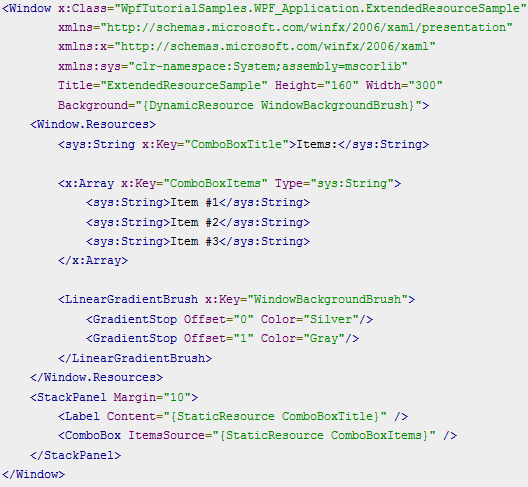 <Window x:Class="WpfTutorialSamples.WPF_Application.ExtendedResourceSample"
        xmlns="http://schemas.microsoft.com/winfx/2006/xaml/presentation"
        xmlns:x="http://schemas.microsoft.com/winfx/2006/xaml"
        xmlns:sys="clr-namespace:System;assembly=mscorlib"
        Title="ExtendedResourceSample" Height="160" Width="300"
        Background="{DynamicResource WindowBackgroundBrush}">
    <Window.Resources>
        <sys:String x:Key="ComboBoxTitle">Items:</sys:String>

        <x:Array x:Key="ComboBoxItems" Type="sys:String">
            <sys:String>Item #1</sys:String>
            <sys:String>Item #2</sys:String>
            <sys:String>Item #3</sys:String>
        </x:Array>

        <LinearGradientBrush x:Key="WindowBackgroundBrush">
            <GradientStop Offset="0" Color="Silver"/>
            <GradientStop Offset="1" Color="Gray"/>
        </LinearGradientBrush>
    </Window.Resources>
    <StackPanel Margin="10">
        <Label Content="{StaticResource ComboBoxTitle}" />
        <ComboBox ItemsSource="{StaticResource ComboBoxItems}" />
    </StackPanel>
</Window>